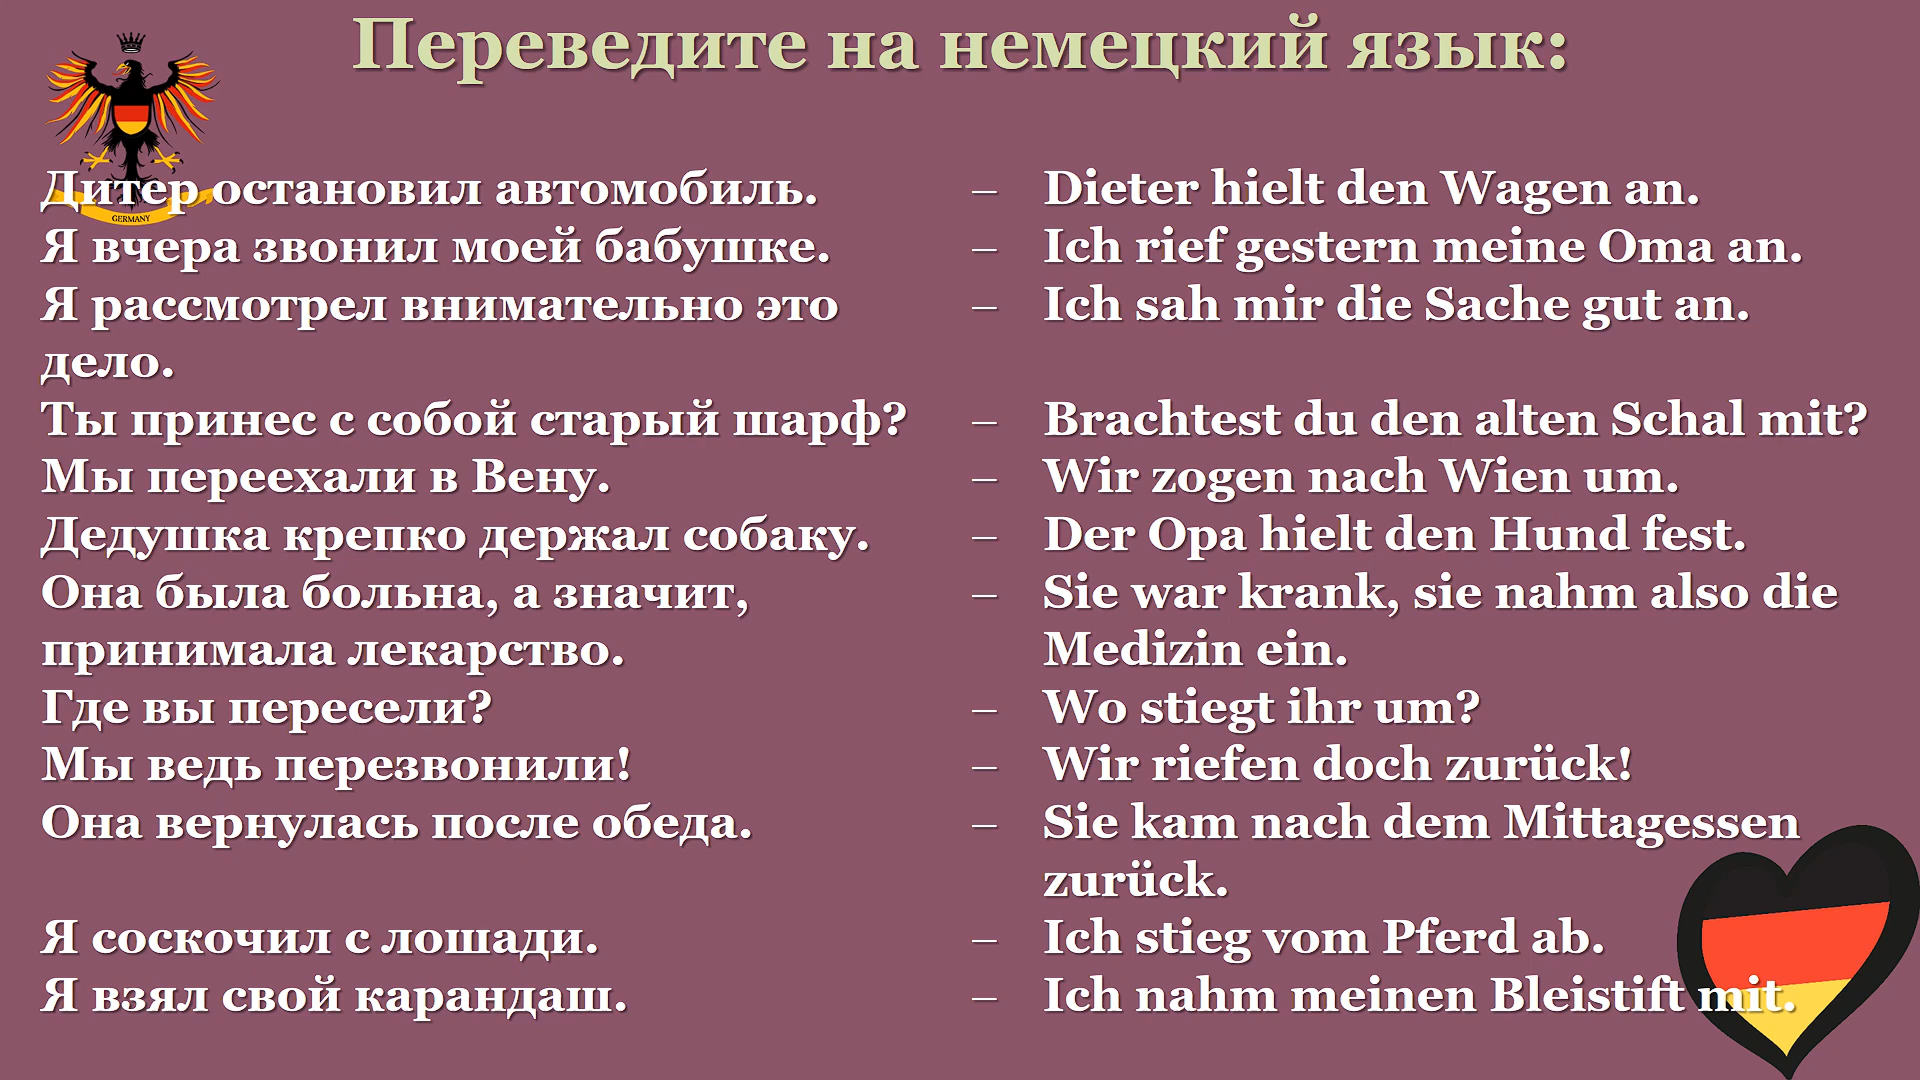 Переведите на немецкий язык:
GERMANY
Дитер остановил автомобиль. – Dieter hielt den Wagen an.
Я вчера звонил моей бабушке. – Ich rief gestern meine Oma an.
Я рассмотрел внимательно это – Ich sah mir die Sache gut an.
дело.
Ты принес с собой старый шарф? – Brachtest du den alten Schal mit?
Мы переехали в Вену. – Wir zogen nach Wien um.
Дедушка крепко держал собаку. – Der Opa hielt den Hund fest.
Она была больна, а значит, – Sie war krank, sie nahm also die
принимала лекарство. Medizin ein.
Где вы пересели? – Wo stiegt ihr um?
Мы ведь перезвонили! – Wir riefen doch zurück!
Она вернулась после обеда. – Sie kam nach dem Mittagessen
zurück.
Я соскочил с лошади. – Ich stieg vom Pferd ab.
Я взял свой карандаш. – Ich nahm meinen Bleistift mit.